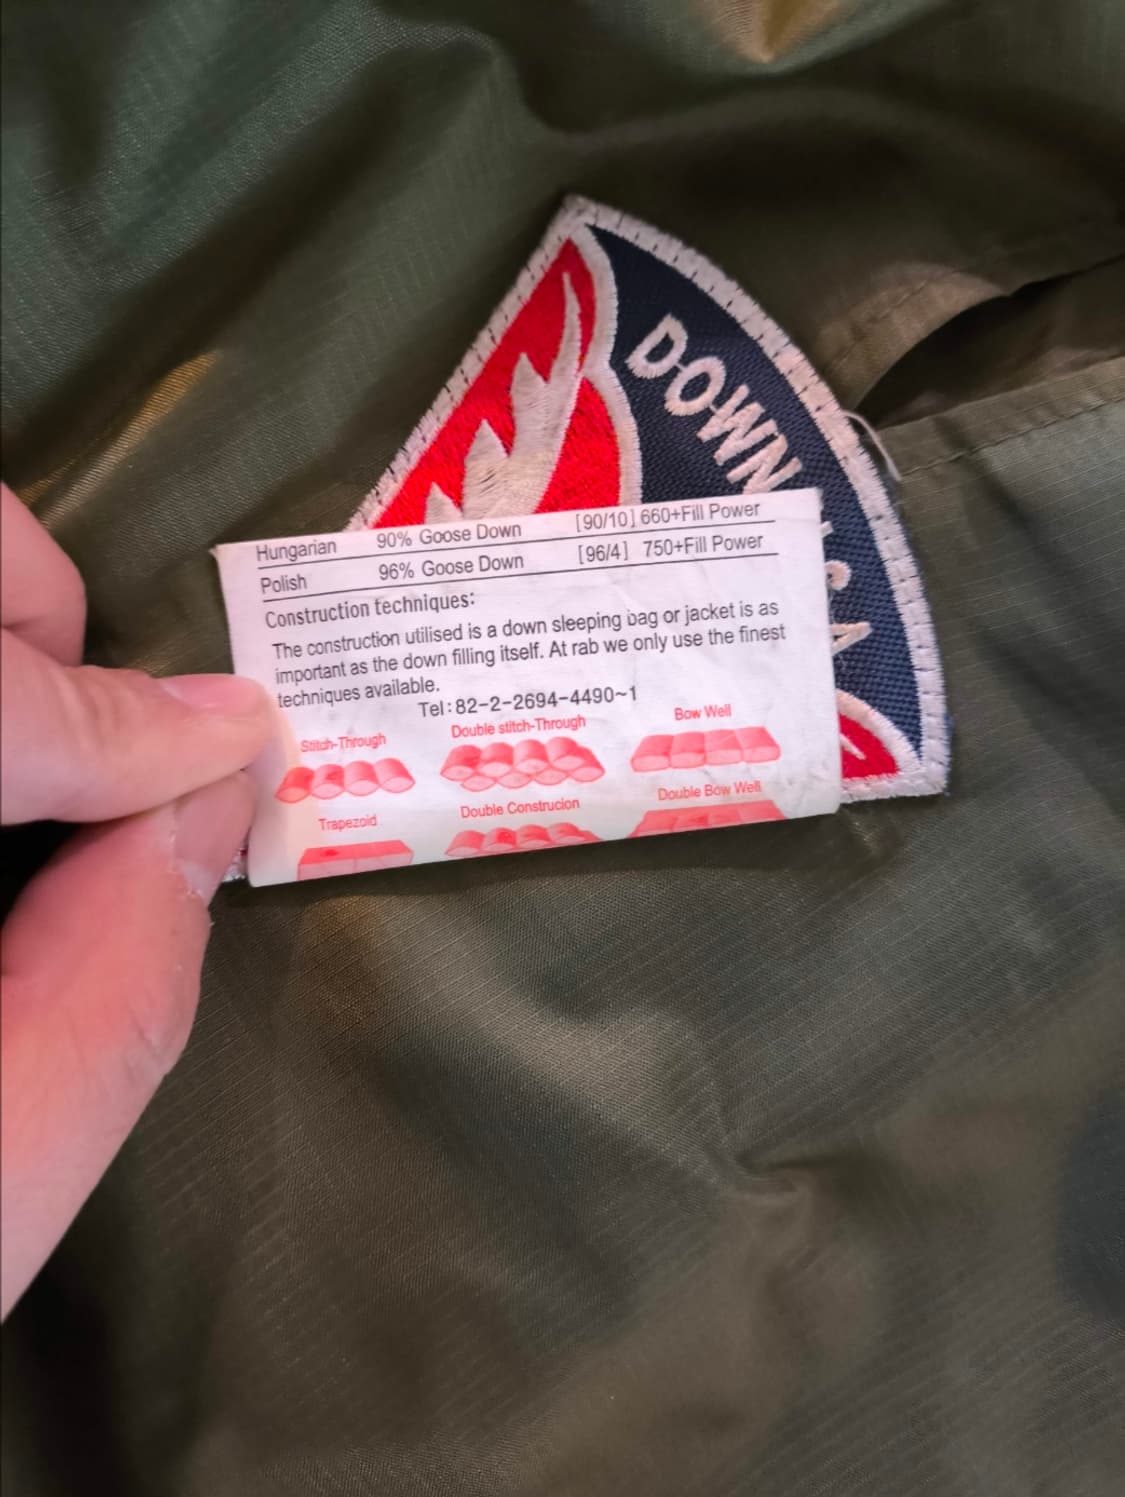 DOWN
USA
Hungarian 90% Goose Down [90/10] 660+Fill Power
Polish 96% Goose Down [96/4] 750+Fill Power
Construction techniques:
The construction utilised is a down sleeping bag or jacket is as
important as the down filling itself. At rab we only use the finest
techniques available.
Tel:82-2-2694-4490~1
Stitch-Through Double stitch-Through Bow Well
Trapezoid Double Construcion Double Bow Well